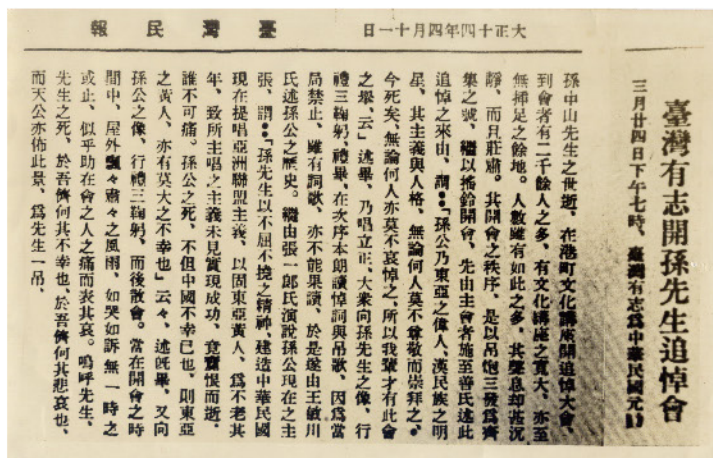 大正十四年四月十一日
臺灣民報
臺灣有志開孫先生追悼會
三月廿四日下午七時、臺灣有志爲中華民國元勳
孫中山先生之世逝、在港町文化講座開追悼大會、
到會者有二千餘人之多、有文化講座之寬大、亦至
無揷足之餘地。人數雖有如此之多、其聲息却甚沉
靜、而且莊肅。其開會之秩序、是以吊炮三發爲齊
集之號、繼以搖鈴開會、先由主會者施至善氏述此
追悼之來由、謂：「孫公乃東亞之偉人、漢民族之明
星、其主義與人格、無論何人莫不尊敬而崇拜之。
今死矣、無論何人亦莫不哀悼之、所以我輩才有此會
之舉、云」述畢、乃唱立正、大衆向孫先生之像、行
禮三鞠躬、禮畢、在次序本朗讀悼詞與吊歌、因爲當
局禁止、雖有詞歌、亦不能果讀、於是遂由王敏川
氏述孫公之歷史。繼由張一郎氏演說孫公現在之主
張、謂：「孫先生以不屈不撓之精神、建造中華民國
現在提唱亞洲聯盟主義、以固東亞黃人、爲不老其
年、致所主唱之主義未見實現成功、竟齎恨而逝、
誰不可痛。孫公之死、不但中國不幸已也、則東亞
之黃人、亦有莫大之不幸也」云々、述旣畢、又向
孫公之像、行禮三鞠躬、而後散會。當在開會之時
間中、屋外飄々肅々之風雨、如哭如訴無一時之
或止、似乎助在會之人之痛而表其哀。嗚呼先生、
先生之死、於吾儕何其不幸也、於吾儕何其悲哀也、
而天公亦佈此景、爲先生一吊、